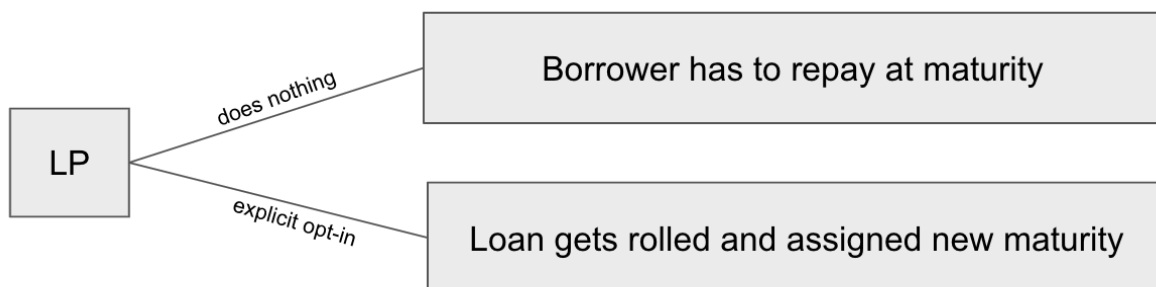 LP
does nothing
Borrower has to repay at maturity
explicit opt-in
Loan gets rolled and assigned new maturity